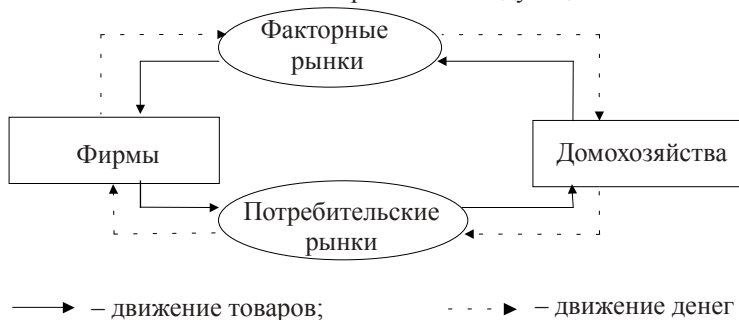 Факторные
рынки
Фирмы
Домохозяйства
Потребительские
рынки
– движение товаров;
– движение денег